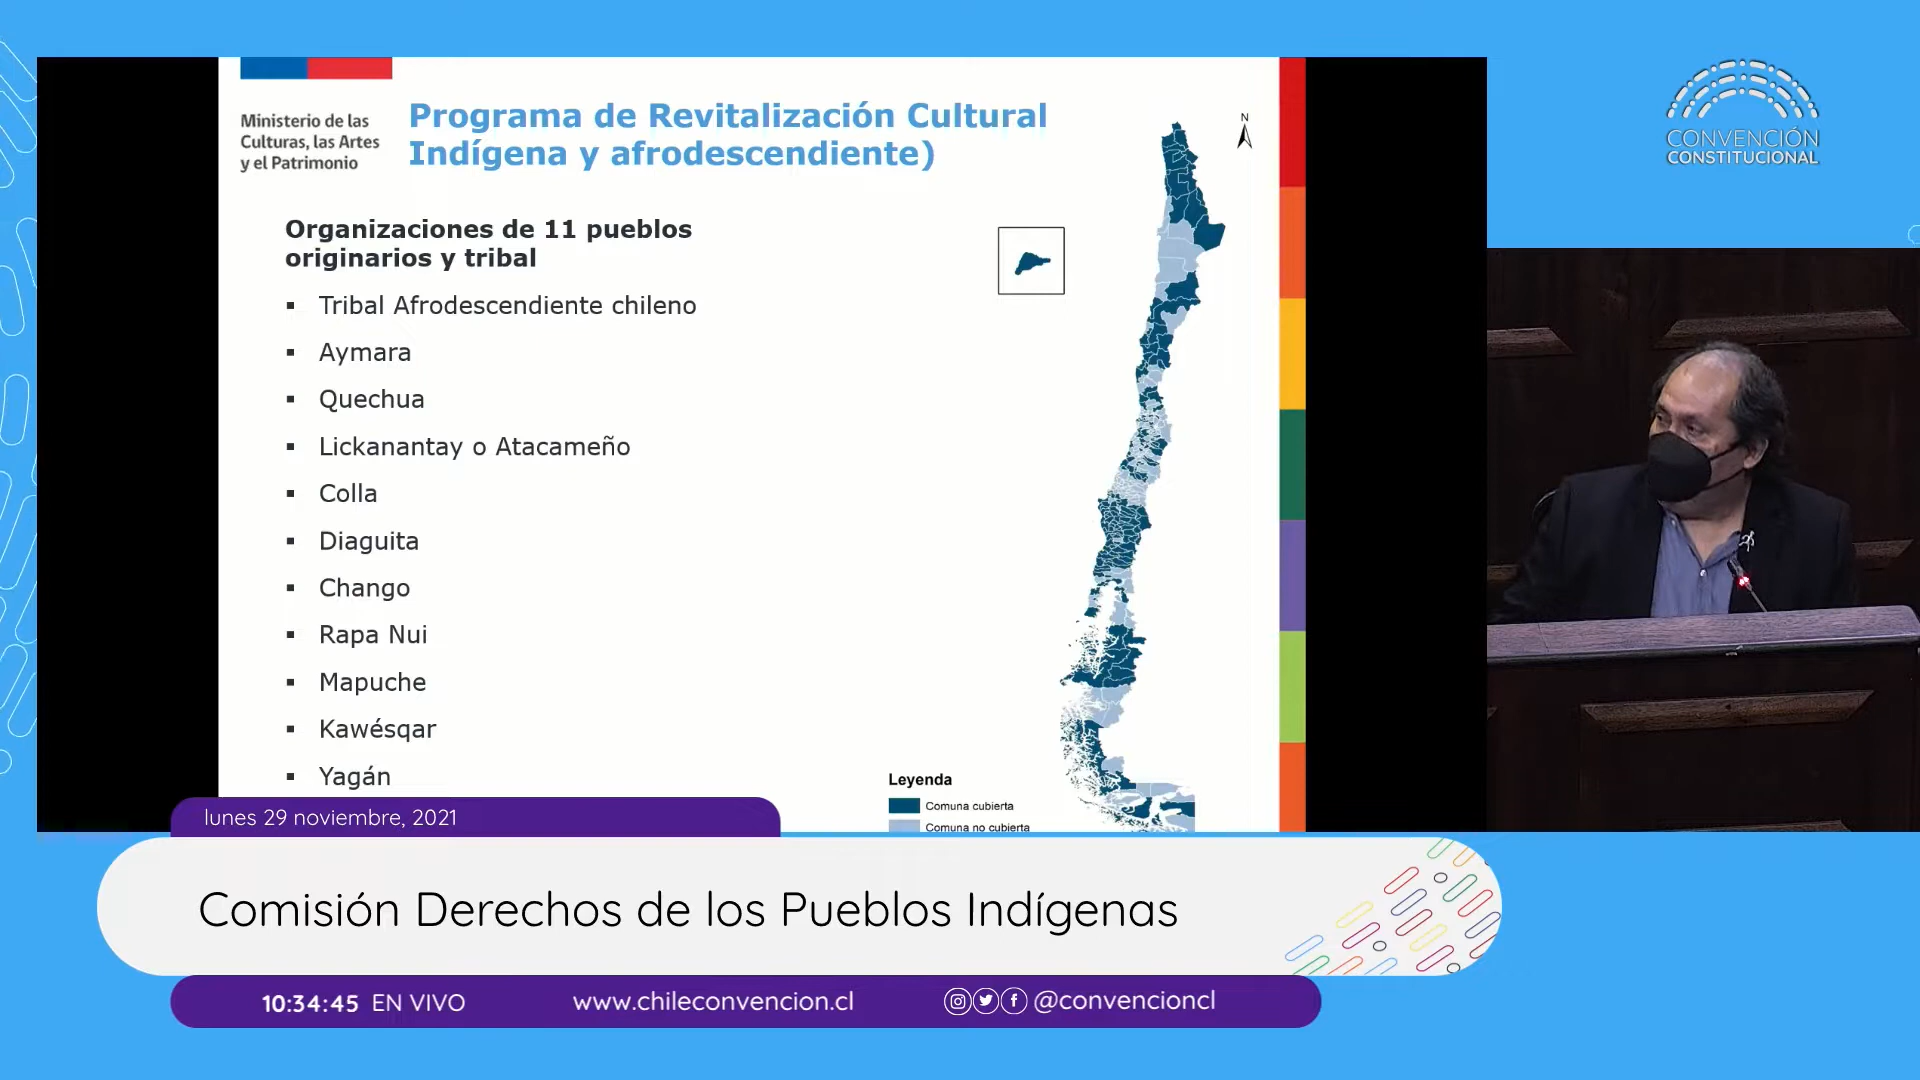 Ministerio de las
Culturas, las Artes
y el Patrimonio
Programa de Revitalización Cultural
Indígena y afrodescendiente)
N
CONVENCIÓN
CONSTITUCIONAL
Organizaciones de 11 pueblos
originarios y tribal
▪ Tribal Afrodescendiente chileno
▪ Aymara
▪ Quechua
▪ Lickanantay o Atacameño
▪ Colla
▪ Diaguita
▪ Chango
▪ Rapa Nui
▪ Mapuche
▪ Kawésqar
▪ Yagán
Leyenda
Comuna cubierta
Comuna no cubierta
lunes 29 noviembre, 2021
Comisión Derechos de los Pueblos Indígenas
10:34:45 EN VIVO
www.chileconvencion.cl
@convencioncl